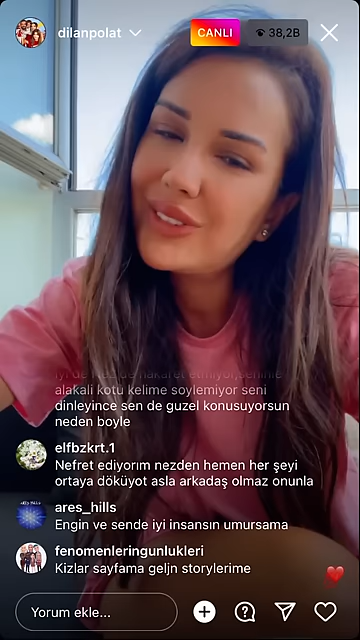 dilanpolat
CANLI
38,2B
alakali kotu kelime soylemiyor seni
dinleyince sen de guzel konusuyorsun
neden boyle
elfbzkrt.1
Nefret ediyorım nezden hemen her şeyi
ortaya döküyot asla arkadaş olmaz onunla
ares_hills
Engin ve sende iyi insansın umursama
fenomenleringunlukleri
Kizlar sayfama geljn storylerime
Yorum ekle...